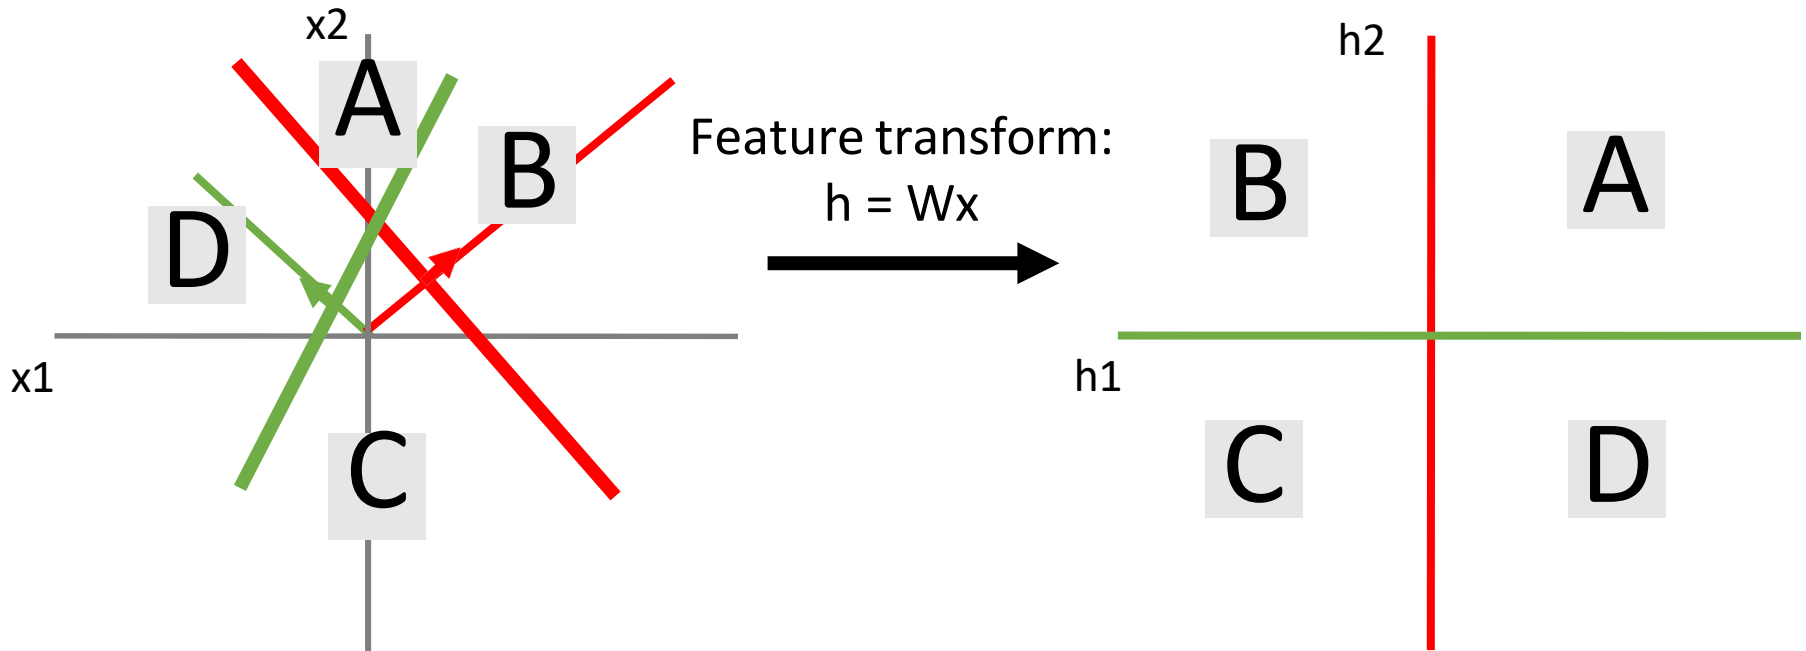 x2
A
B
D
x1
C
Feature transform:
h = Wx
h2
B
A
h1
C
D